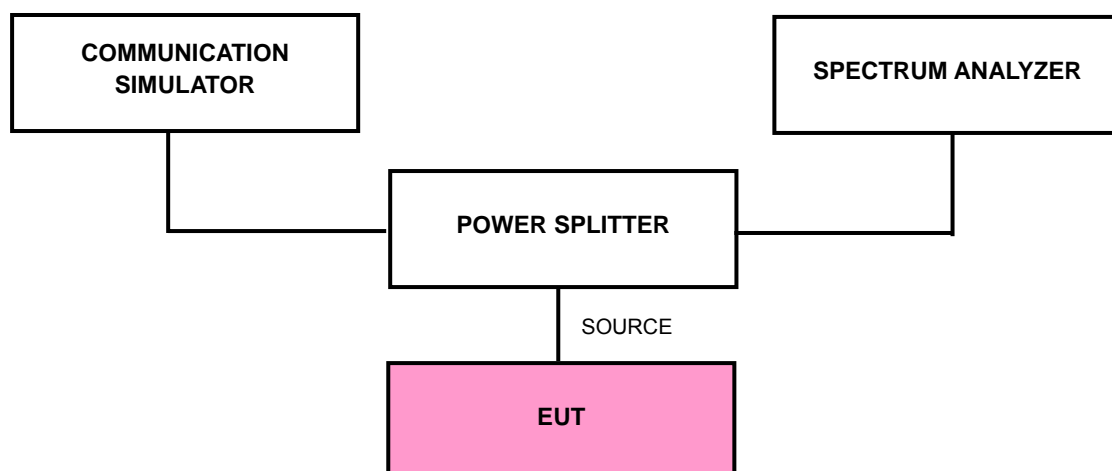 COMMUNICATION
SIMULATOR
SPECTRUM ANALYZER
POWER SPLITTER
SOURCE
EUT